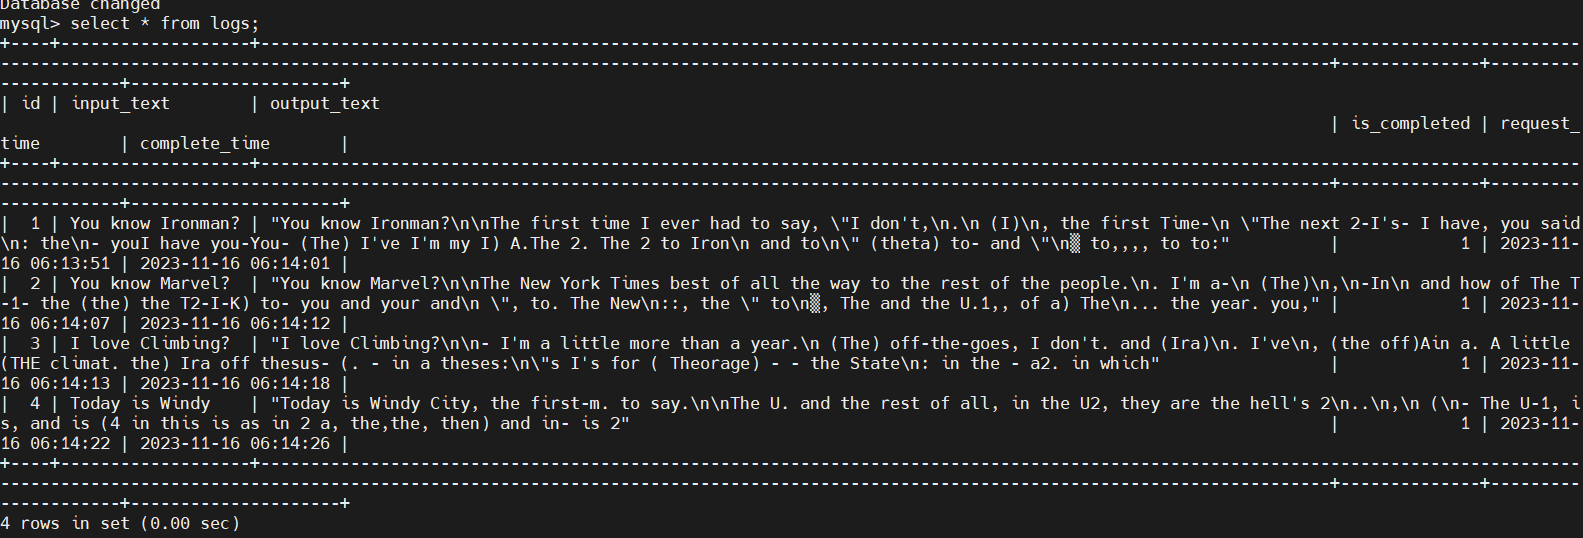 Database changed
mysql> select * from logs;
+----+-------------------+------------------------------------------------------------------------------------------------------------------------------------
-------------------------------------------------------------------------------------------------------------------------------------+--------------+---------
------------+---------------------+
| id | input_text        | output_text
| is_completed | request_
time        | complete_time       |
+----+-------------------+------------------------------------------------------------------------------------------------------------------------------------
-------------------------------------------------------------------------------------------------------------------------------------+--------------+---------
------------+---------------------+
|  1 | You know Ironman? | "You know Ironman?\n\nThe first time I ever had to say, \"I don't,\n.\n (I)\n, the first Time-\n \"The next 2-I's- I have, you said
\n: the\n- youI have you-You- (The) I've I'm my I) A.The 2. The 2 to Iron\n and to\n\" (theta) to- and \"\n▒ to,,,, to to:"          |            1 | 2023-11-
16 06:13:51 | 2023-11-16 06:14:01 |
|  2 | You know Marvel?  | "You know Marvel?\n\nThe New York Times best of all the way to the rest of the people.\n. I'm a-\n (The)\n,\n-In\n and how of The T
-1- the (the) the T2-I-K) to- you and your and\n \", to. The New\n::, the \" to\n▒, The and the U.1,, of a) The\n... the year. you," |            1 | 2023-11-
16 06:14:07 | 2023-11-16 06:14:12 |
|  3 | I love Climbing?  | "I love Climbing?\n\n- I'm a little more than a year.\n (The) off-the-goes, I don't. and (Ira)\n. I've\n, (the off)Ain a. A little
(THE climat. the) Ira off thesus- (. - in a theses:\n\"s I's for ( Theorage) - - the State\n: in the - a2. in which"                 |            1 | 2023-11-
16 06:14:13 | 2023-11-16 06:14:18 |
|  4 | Today is Windy    | "Today is Windy City, the first-m. to say.\n\nThe U. and the rest of all, in the U2, they are the hell's 2\n..\n,\n (\n- The U-1, i
s, and is (4 in this is as in 2 a, the,the, then) and in- is 2"                                                                      |            1 | 2023-11-
16 06:14:22 | 2023-11-16 06:14:26 |
+----+-------------------+------------------------------------------------------------------------------------------------------------------------------------
-------------------------------------------------------------------------------------------------------------------------------------+--------------+---------
------------+---------------------+
4 rows in set (0.00 sec)